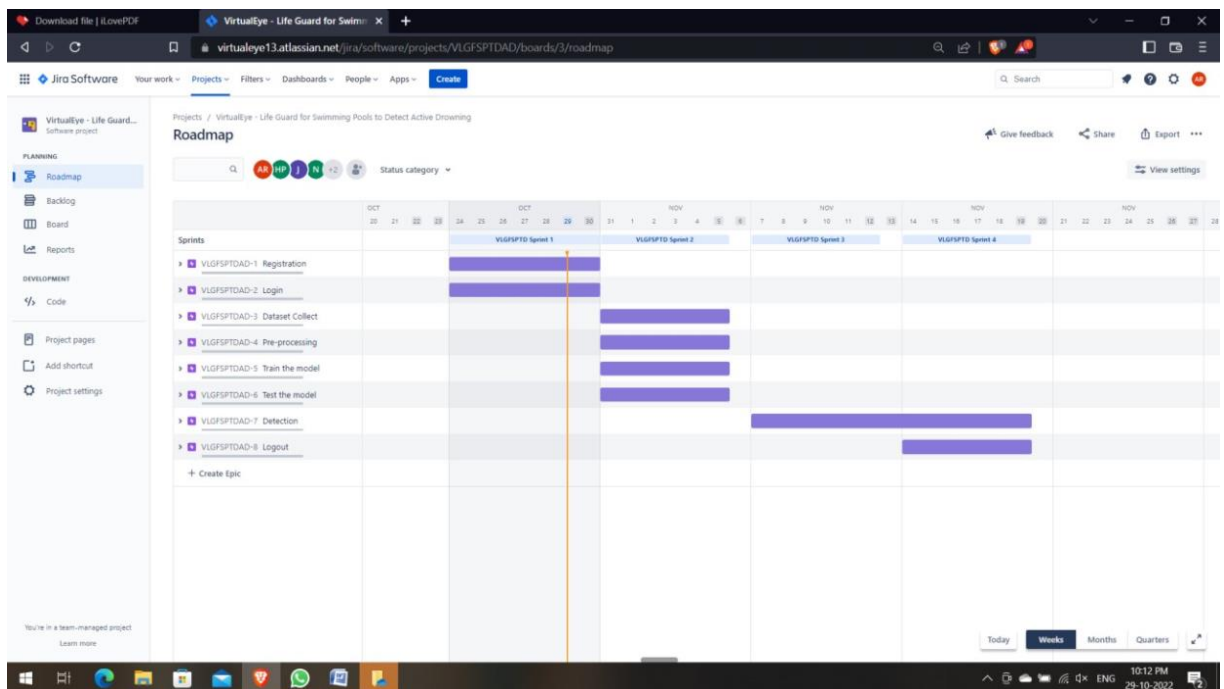 Download file | iLovePDF
VirtualEye - Life Guard for Swimm
virtualeye13.atlassian.net/jira/software/projects/VLGFSPTDAD/boards/3/roadmap
Jira Software Your work Projects Filters Dashboards People Apps Create Search AR
VirtualEye - Life Guard...
Software project
PLANNING
Roadmap
Backlog
Board
Reports
DEVELOPMENT
Code
Project pages
Add shortcut
Project settings
You're in a team-managed project
Learn more
Projects / VirtualEye - Life Guard for Swimming Pools to Detect Active Drowning
Roadmap
Give feedback Share Export
AR HP J N +2 Status category View settings
OCT OCT NOV NOV NOV NOV
20 21 22 23 24 25 26 27 28 29 30 31 1 2 3 4 5 6 7 8 9 10 11 12 13 14 15 16 17 18 19 20 21 22 23 24 25 26 27 28
Sprints VLGFSPTD Sprint 1 VLGFSPTD Sprint 2 VLGFSPTD Sprint 3 VLGFSPTD Sprint 4
VLGFSPTDAD-1 Registration
VLGFSPTDAD-2 Login
VLGFSPTDAD-3 Dataset Collect
VLGFSPTDAD-4 Pre-processing
VLGFSPTDAD-5 Train the model
VLGFSPTDAD-6 Test the model
VLGFSPTDAD-7 Detection
VLGFSPTDAD-8 Logout
+ Create Epic
Today Weeks Months Quarters
ENG 10:12 PM
29-10-2022